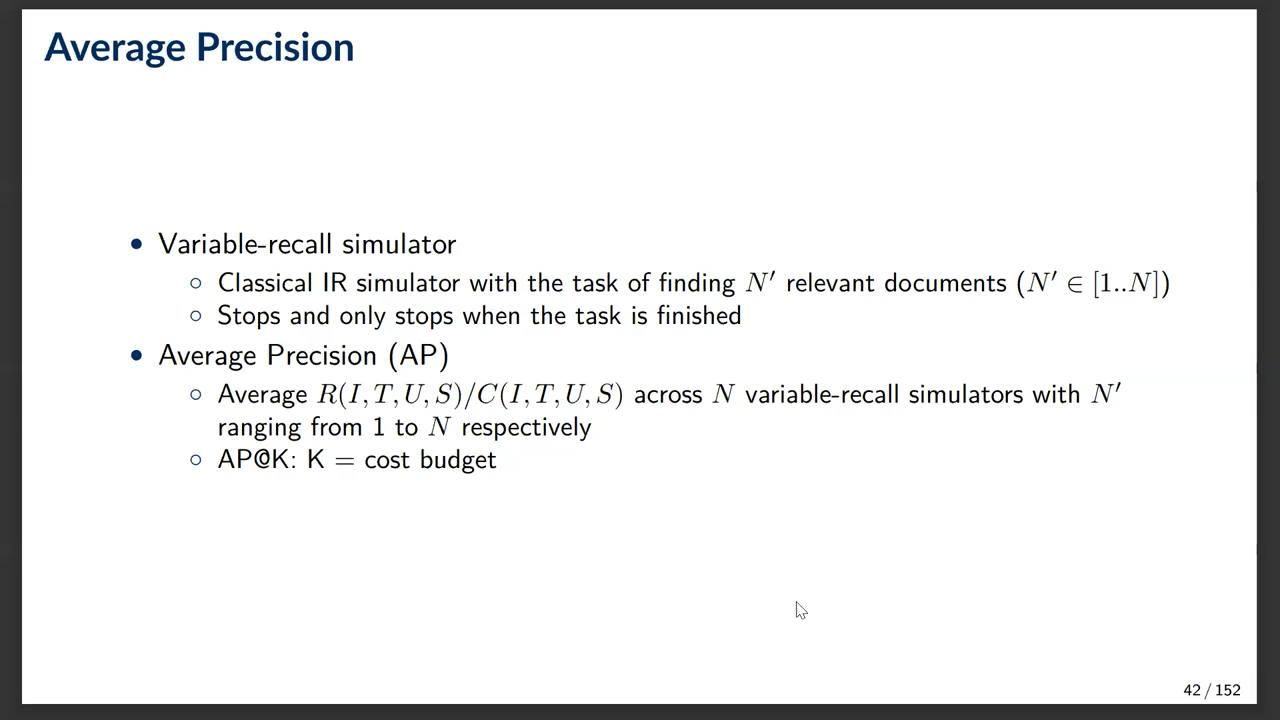 Average Precision
• Variable-recall simulator
◦ Classical IR simulator with the task of finding N′ relevant documents (N′ ∈ [1..N])
◦ Stops and only stops when the task is finished
• Average Precision (AP)
◦ Average R(I, T, U, S)/C(I, T, U, S) across N variable-recall simulators with N′
ranging from 1 to N respectively
◦ AP@K: K = cost budget
42 / 152